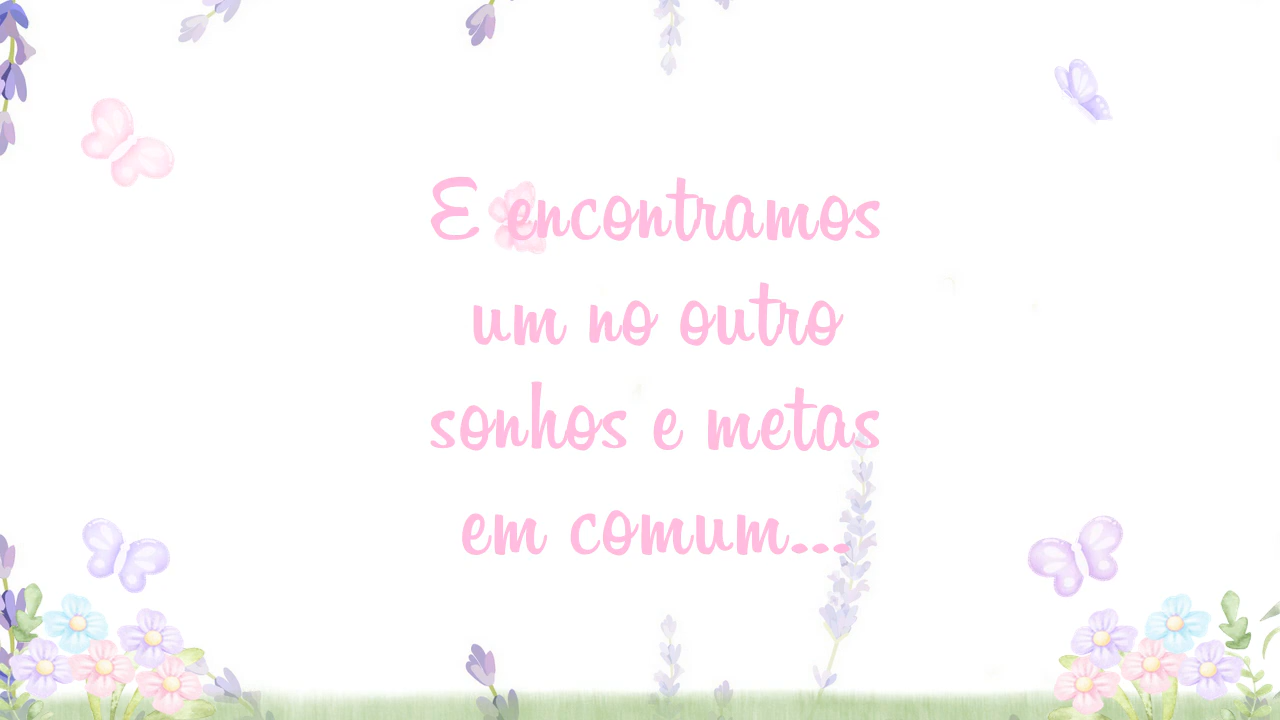 E encontramos
um no outro
sonhos e metas
em comum...